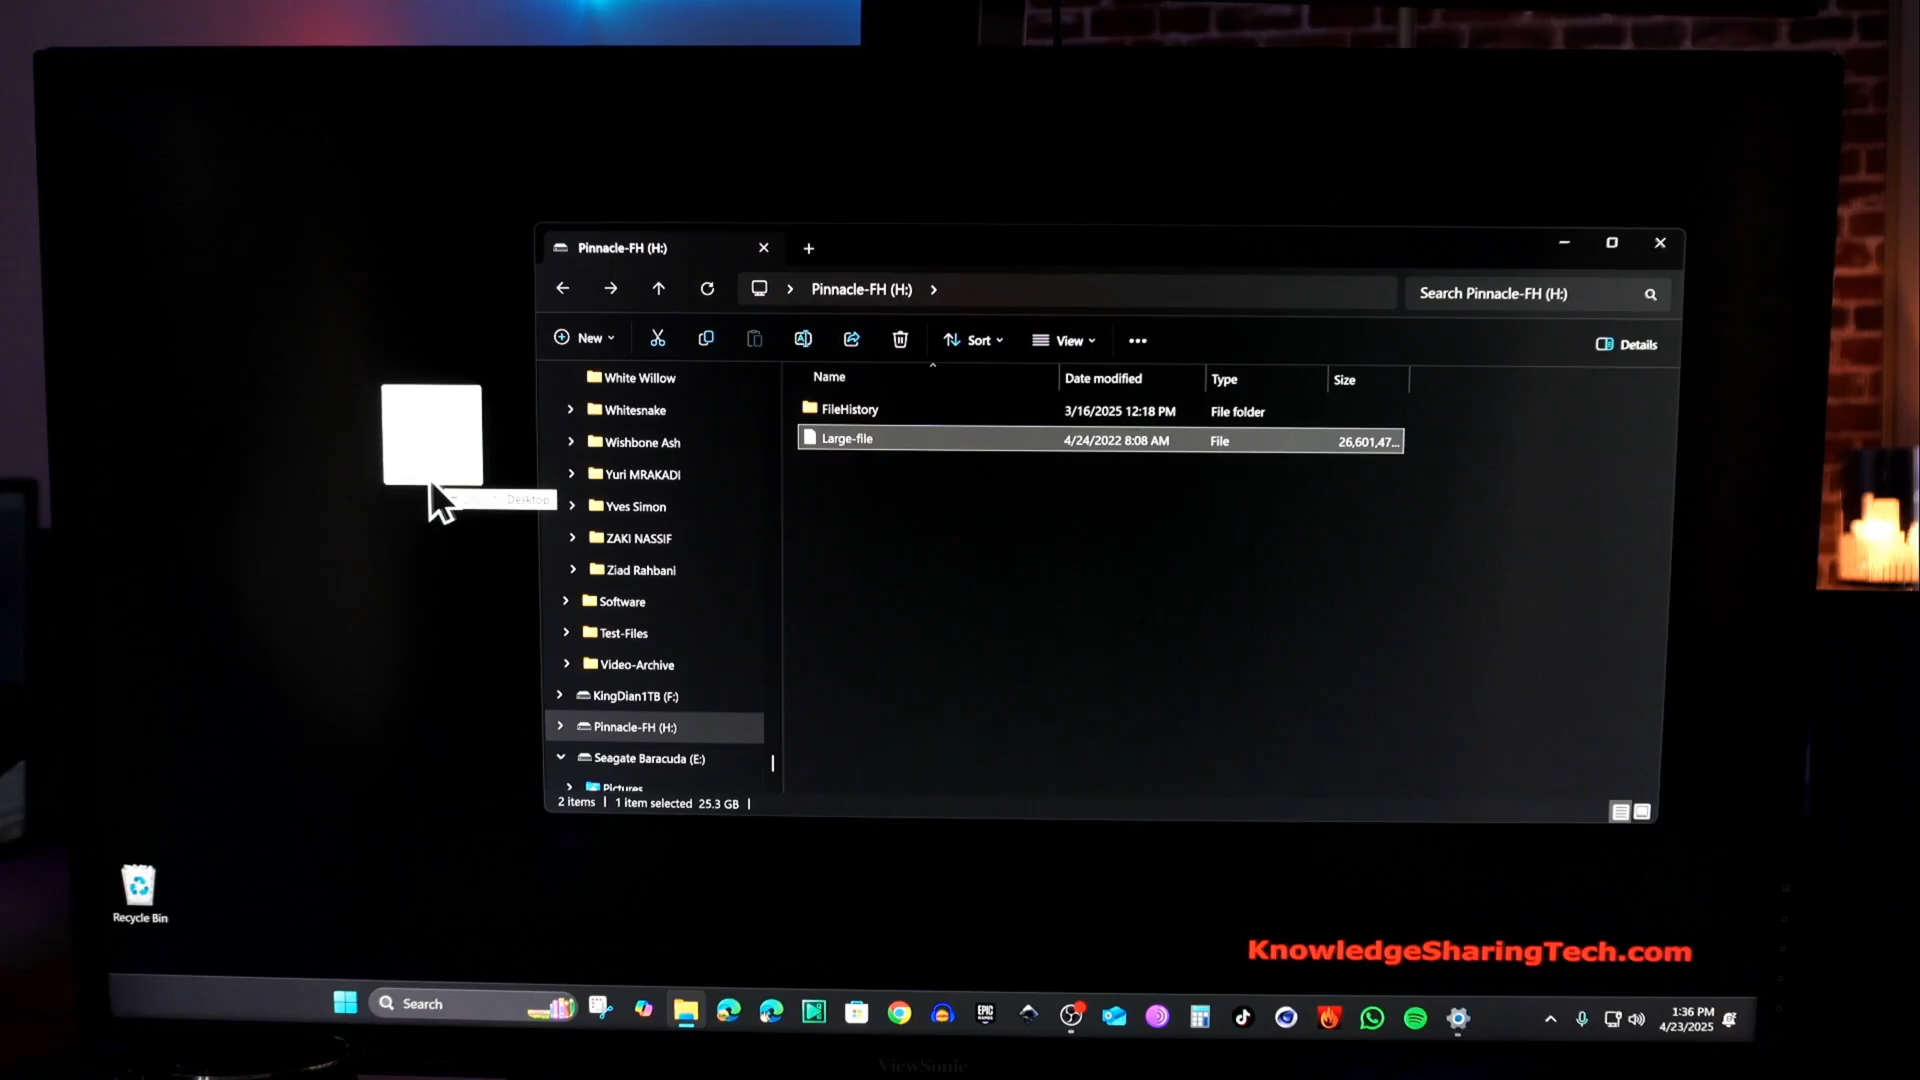 Pinnacle-FH (H:)
Pinnacle-FH (H:)
Search Pinnacle-FH (H:)
New
Sort
View
Details
Name
Date modified
Type
Size
FileHistory
3/16/2025 12:18 PM
File folder
Large-file
4/24/2022 8:08 AM
File
26,601,47...
White Willow
Whitesnake
Wishbone Ash
Yuri MRAKADI
Yves Simon
ZAKI NASSIF
Ziad Rahbani
Software
Test-Files
Video-Archive
KingDian1TB (F:)
Pinnacle-FH (H:)
Seagate Baracuda (E:)
Pictures
2 items
1 item selected 25.3 GB
Desktop
Recycle Bin
KnowledgeSharingTech.com
Search
EPIC
GAMES
1:36 PM
4/23/2025
ViewSonic